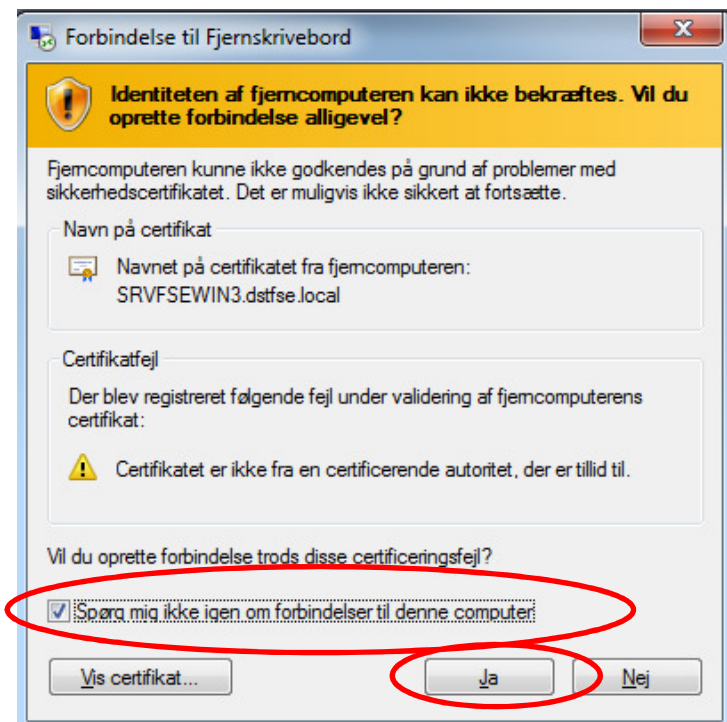 Forbindelse til Fjernskrivebord
Identiteten af fjerncomputeren kan ikke bekræftes. Vil du
oprette forbindelse alligevel?
Fjerncomputeren kunne ikke godkendes på grund af problemer med
sikkerhedscertifikatet. Det er muligvis ikke sikkert at fortsætte.
Navn på certifikat
Navnet på certifikatet fra fjerncomputeren:
SRVFSEWIN3.dstfse.local
Certifikatfejl
Der blev registreret følgende fejl under validering af fjerncomputerens
certifikat:
Certifikatet er ikke fra en certificerende autoritet, der er tillid til.
Vil du oprette forbindelse trods disse certificeringsfejl?
Spørg mig ikke igen om forbindelser til denne computer
Vis certifikat... Ja Nej